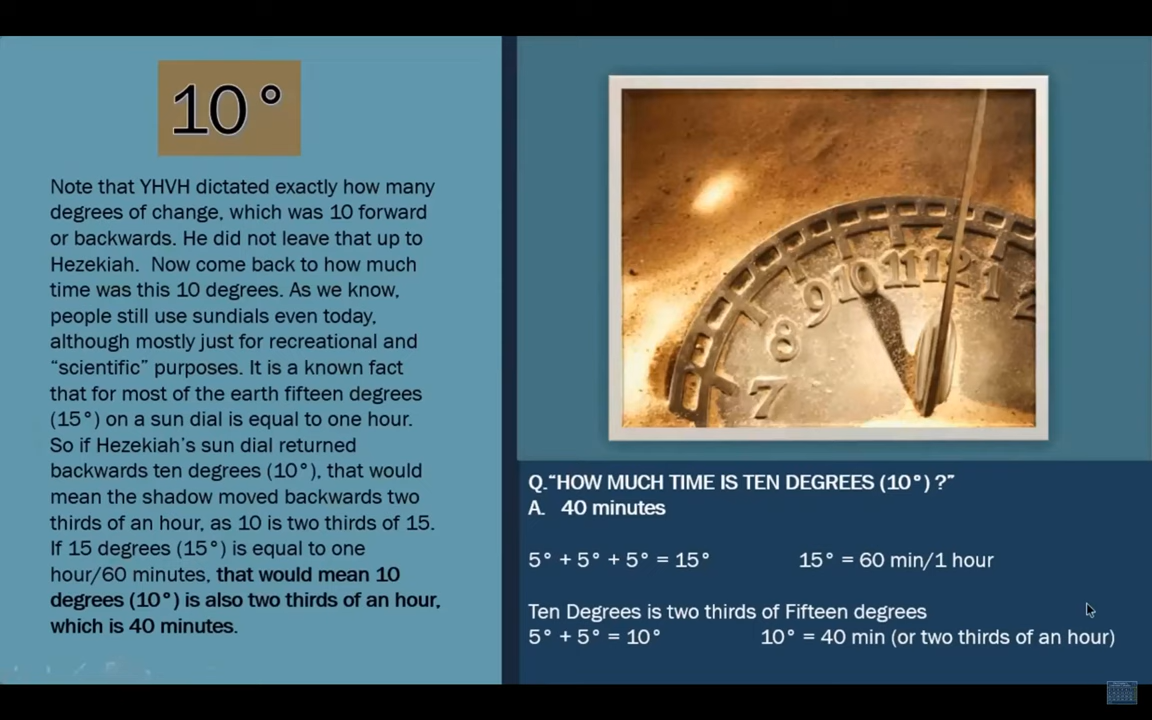 10°
Note that YHVH dictated exactly how many
degrees of change, which was 10 forward
or backwards. He did not leave that up to
Hezekiah.  Now come back to how much
time was this 10 degrees. As we know,
people still use sundials even today,
although mostly just for recreational and
“scientific” purposes. It is a known fact
that for most of the earth fifteen degrees
(15°) on a sun dial is equal to one hour.
So if Hezekiah’s sun dial returned
backwards ten degrees (10°), that would
mean the shadow moved backwards two
thirds of an hour, as 10 is two thirds of 15.
If 15 degrees (15°) is equal to one
hour/60 minutes, that would mean 10
degrees (10°) is also two thirds of an hour,
which is 40 minutes.
7 8 9 10 11 12 1 2
Q.“HOW MUCH TIME IS TEN DEGREES (10°) ?”
A.   40 minutes
5° + 5° + 5° = 15°     15° = 60 min/1 hour
Ten Degrees is two thirds of Fifteen degrees
5° + 5° = 10°     10° = 40 min (or two thirds of an hour)